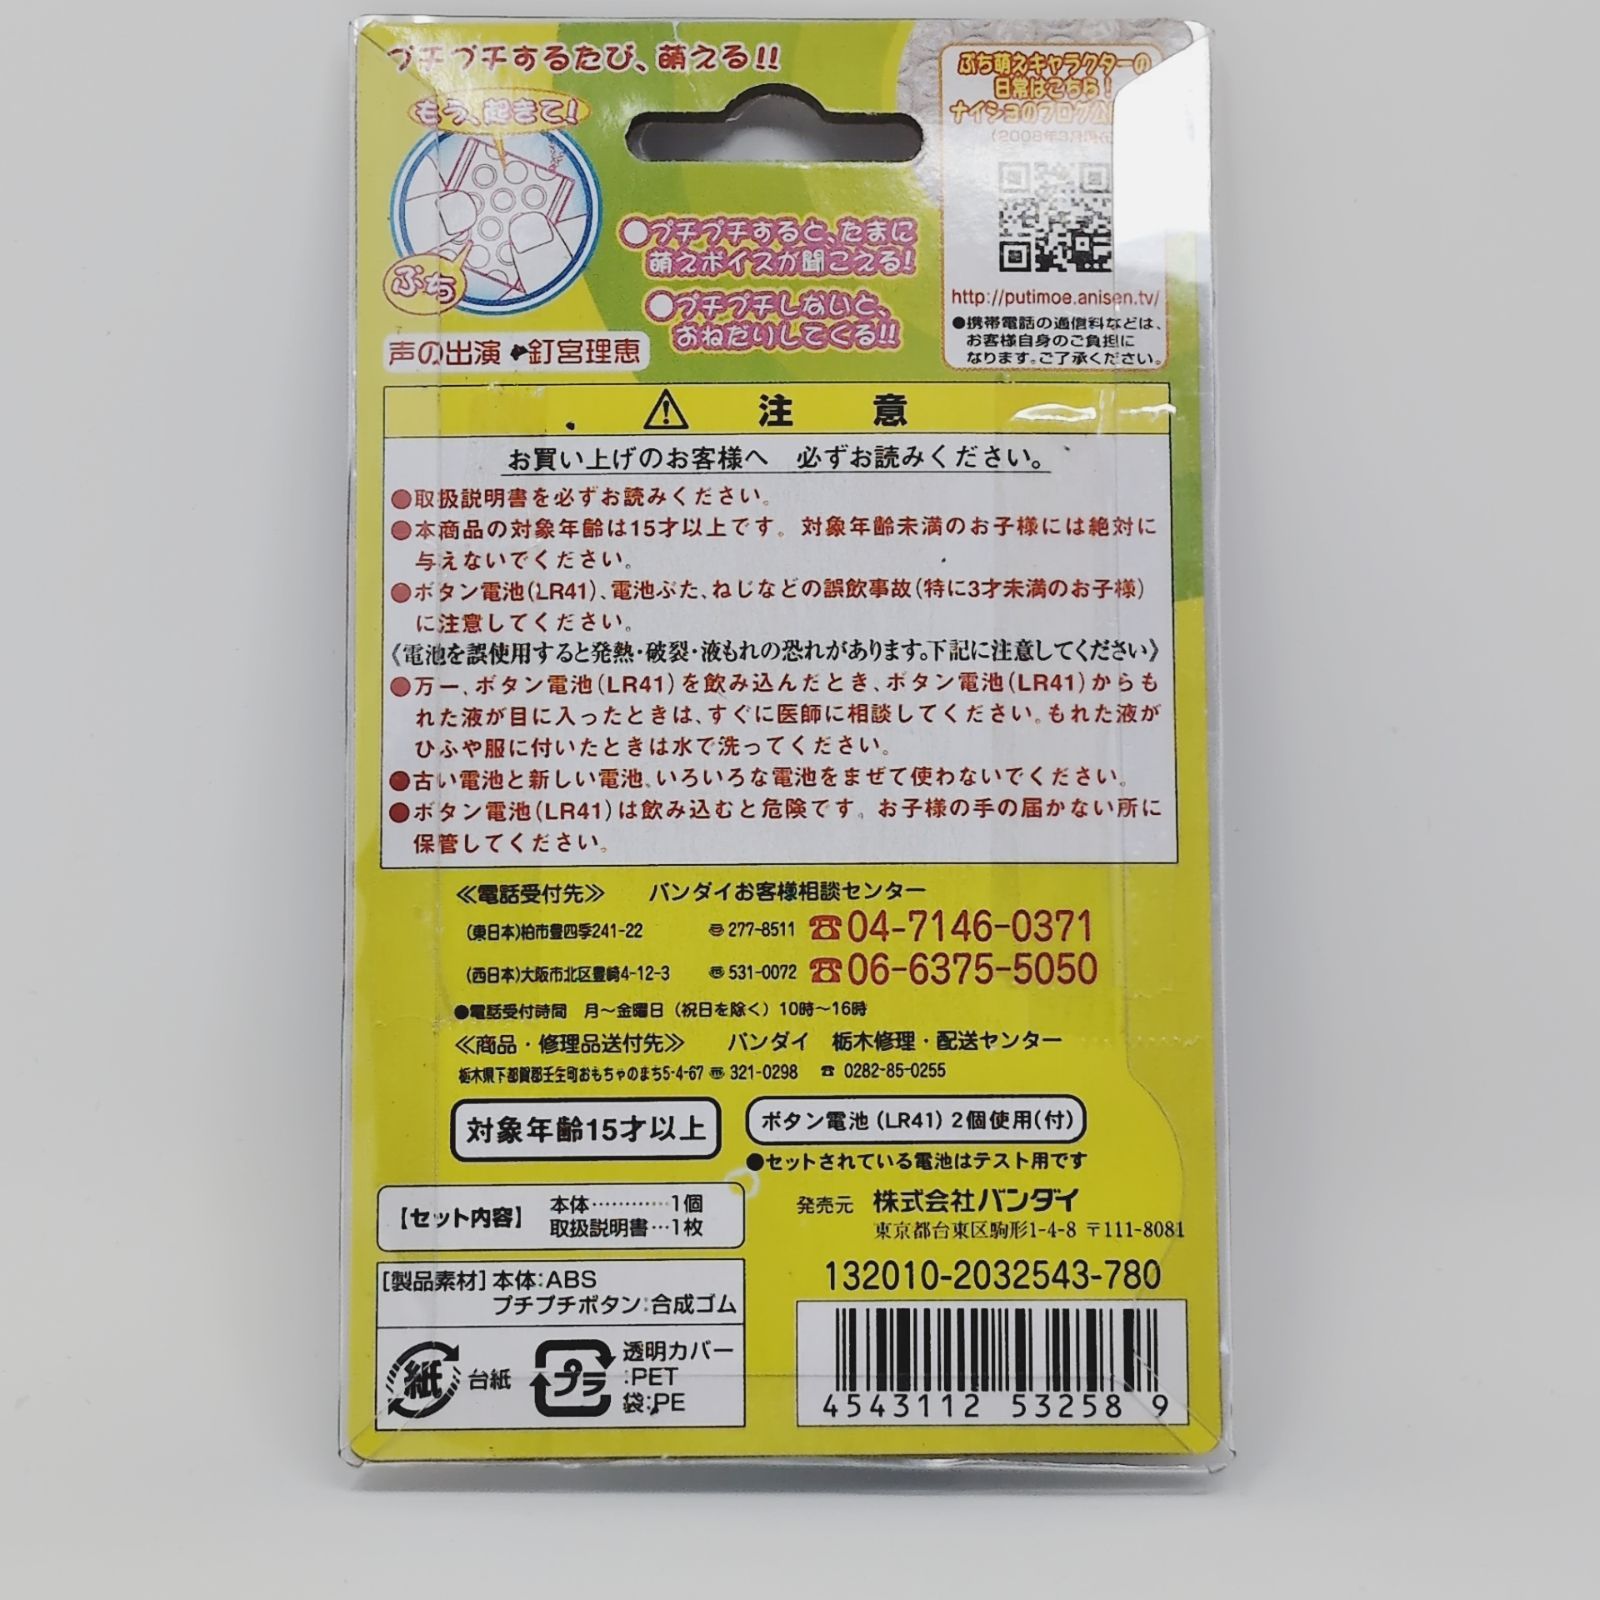 プチプチするたび、萌える!!
もう、起きて!
ぷち
声の出演 釘宮理恵
●プチプチすると、たまに
萌えボイスが聞こえる!
●プチプチしないと、
おねだりしてくる!!
ぷち萌えキャラクターの
日常はこちら!
ナイショのブログ公
http://putimoe.anisen.tv/
●携帯電話の通信料などは、
お客様自身のご負担に
なります。ご了承ください。
注 意
お買い上げのお客様へ 必ずお読みください。
●取扱説明書を必ずお読みください。
●本商品の対象年齢は15才以上です。対象年齢未満のお子様には絶対に
与えないでください。
●ボタン電池(LR41)、電池ぶた、ねじなどの誤飲事故(特に3才未満のお子様)
に注意してください。
《電池を誤使用すると発熱・破裂・液もれの恐れがあります。下記に注意してください》
●万一、ボタン電池(LR41)を飲み込んだとき、ボタン電池(LR41)からも
れた液が目に入ったときは、すぐに医師に相談してください。もれた液が
ひふや服に付いたときは水で洗ってください。
●古い電池と新しい電池、いろいろな電池をまぜて使わないでください。
●ボタン電池(LR41)は飲み込むと危険です。お子様の手の届かない所に
保管してください。
≪電話受付先≫ バンダイお客様相談センター
(東日本)柏市豊四季241-22 〠277-8511 ☎04-7146-0371
(西日本)大阪市北区豊崎4-12-3 〠531-0072 ☎06-6375-5050
●電話受付時間 月〜金曜日(祝日を除く)10時〜16時
≪商品・修理品送付先≫ バンダイ 栃木修理・配送センター
栃木県下都賀郡壬生町おもちゃのまち5-4-67 〠321-0298 ☎ 0282-85-0255
対象年齢15才以上
ボタン電池(LR41)2個使用(付)
●セットされている電池はテスト用です
【セット内容】 本体…………1個
取扱説明書…1枚
発売元 株式会社バンダイ
東京都台東区駒形1-4-8 〒111-8081
[製品素材]本体:ABS
プチプチボタン:合成ゴム
紙 台紙
プラ 透明カバー
:PET
袋:PE
132010-2032543-780
4543112 53258 9